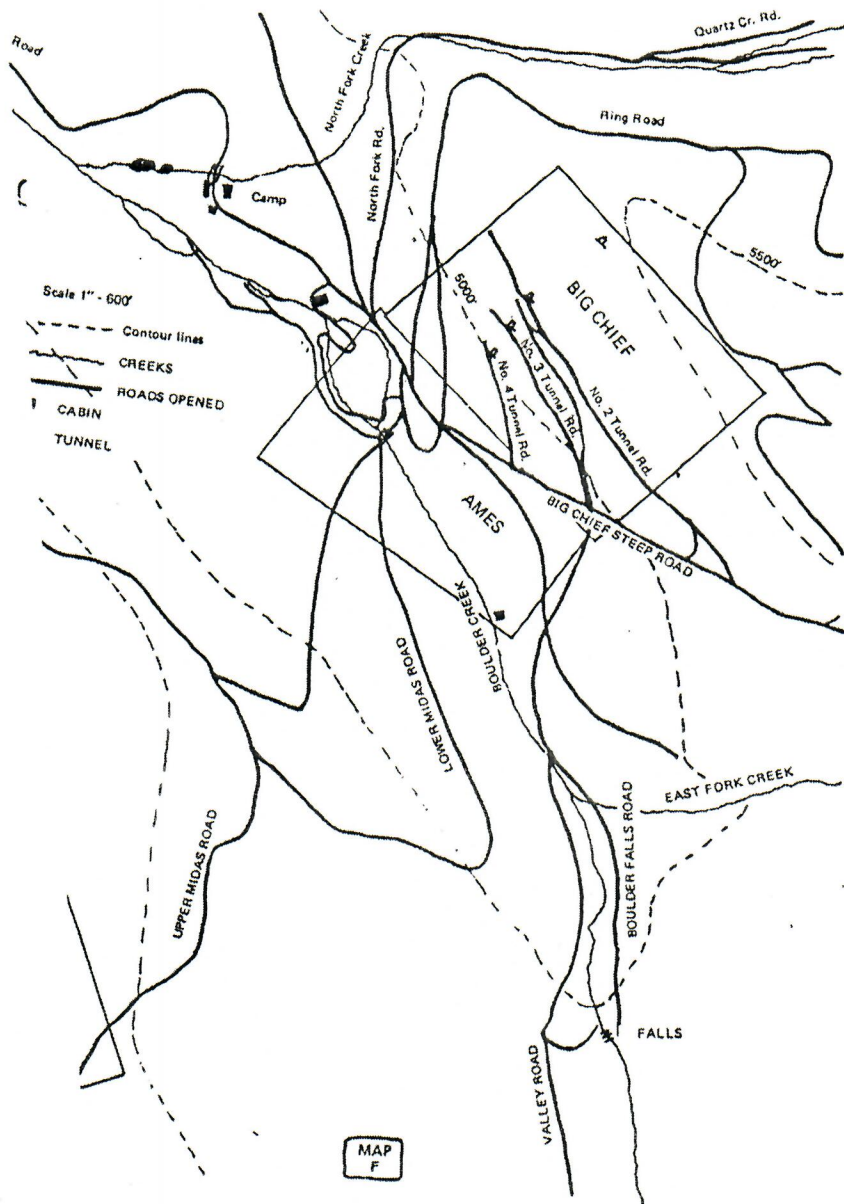 Road
Quartz Cr. Rd.
North Fork Creek
Ring Road
North Fork Rd.
Camp
5500'
5000'
BIG CHIEF
Scale 1" - 600'
Contour lines
CREEKS
ROADS OPENED
CABIN
TUNNEL
No. 4 Tunnel Rd.
No. 3 Tunnel Rd.
No. 2 Tunnel Rd.
AMES
BIG CHIEF STEEP ROAD
BOULDER CREEK
LOWER MIDAS ROAD
EAST FORK CREEK
UPPER MIDAS ROAD
BOULDER FALLS ROAD
FALLS
VALLEY ROAD
MAP
F